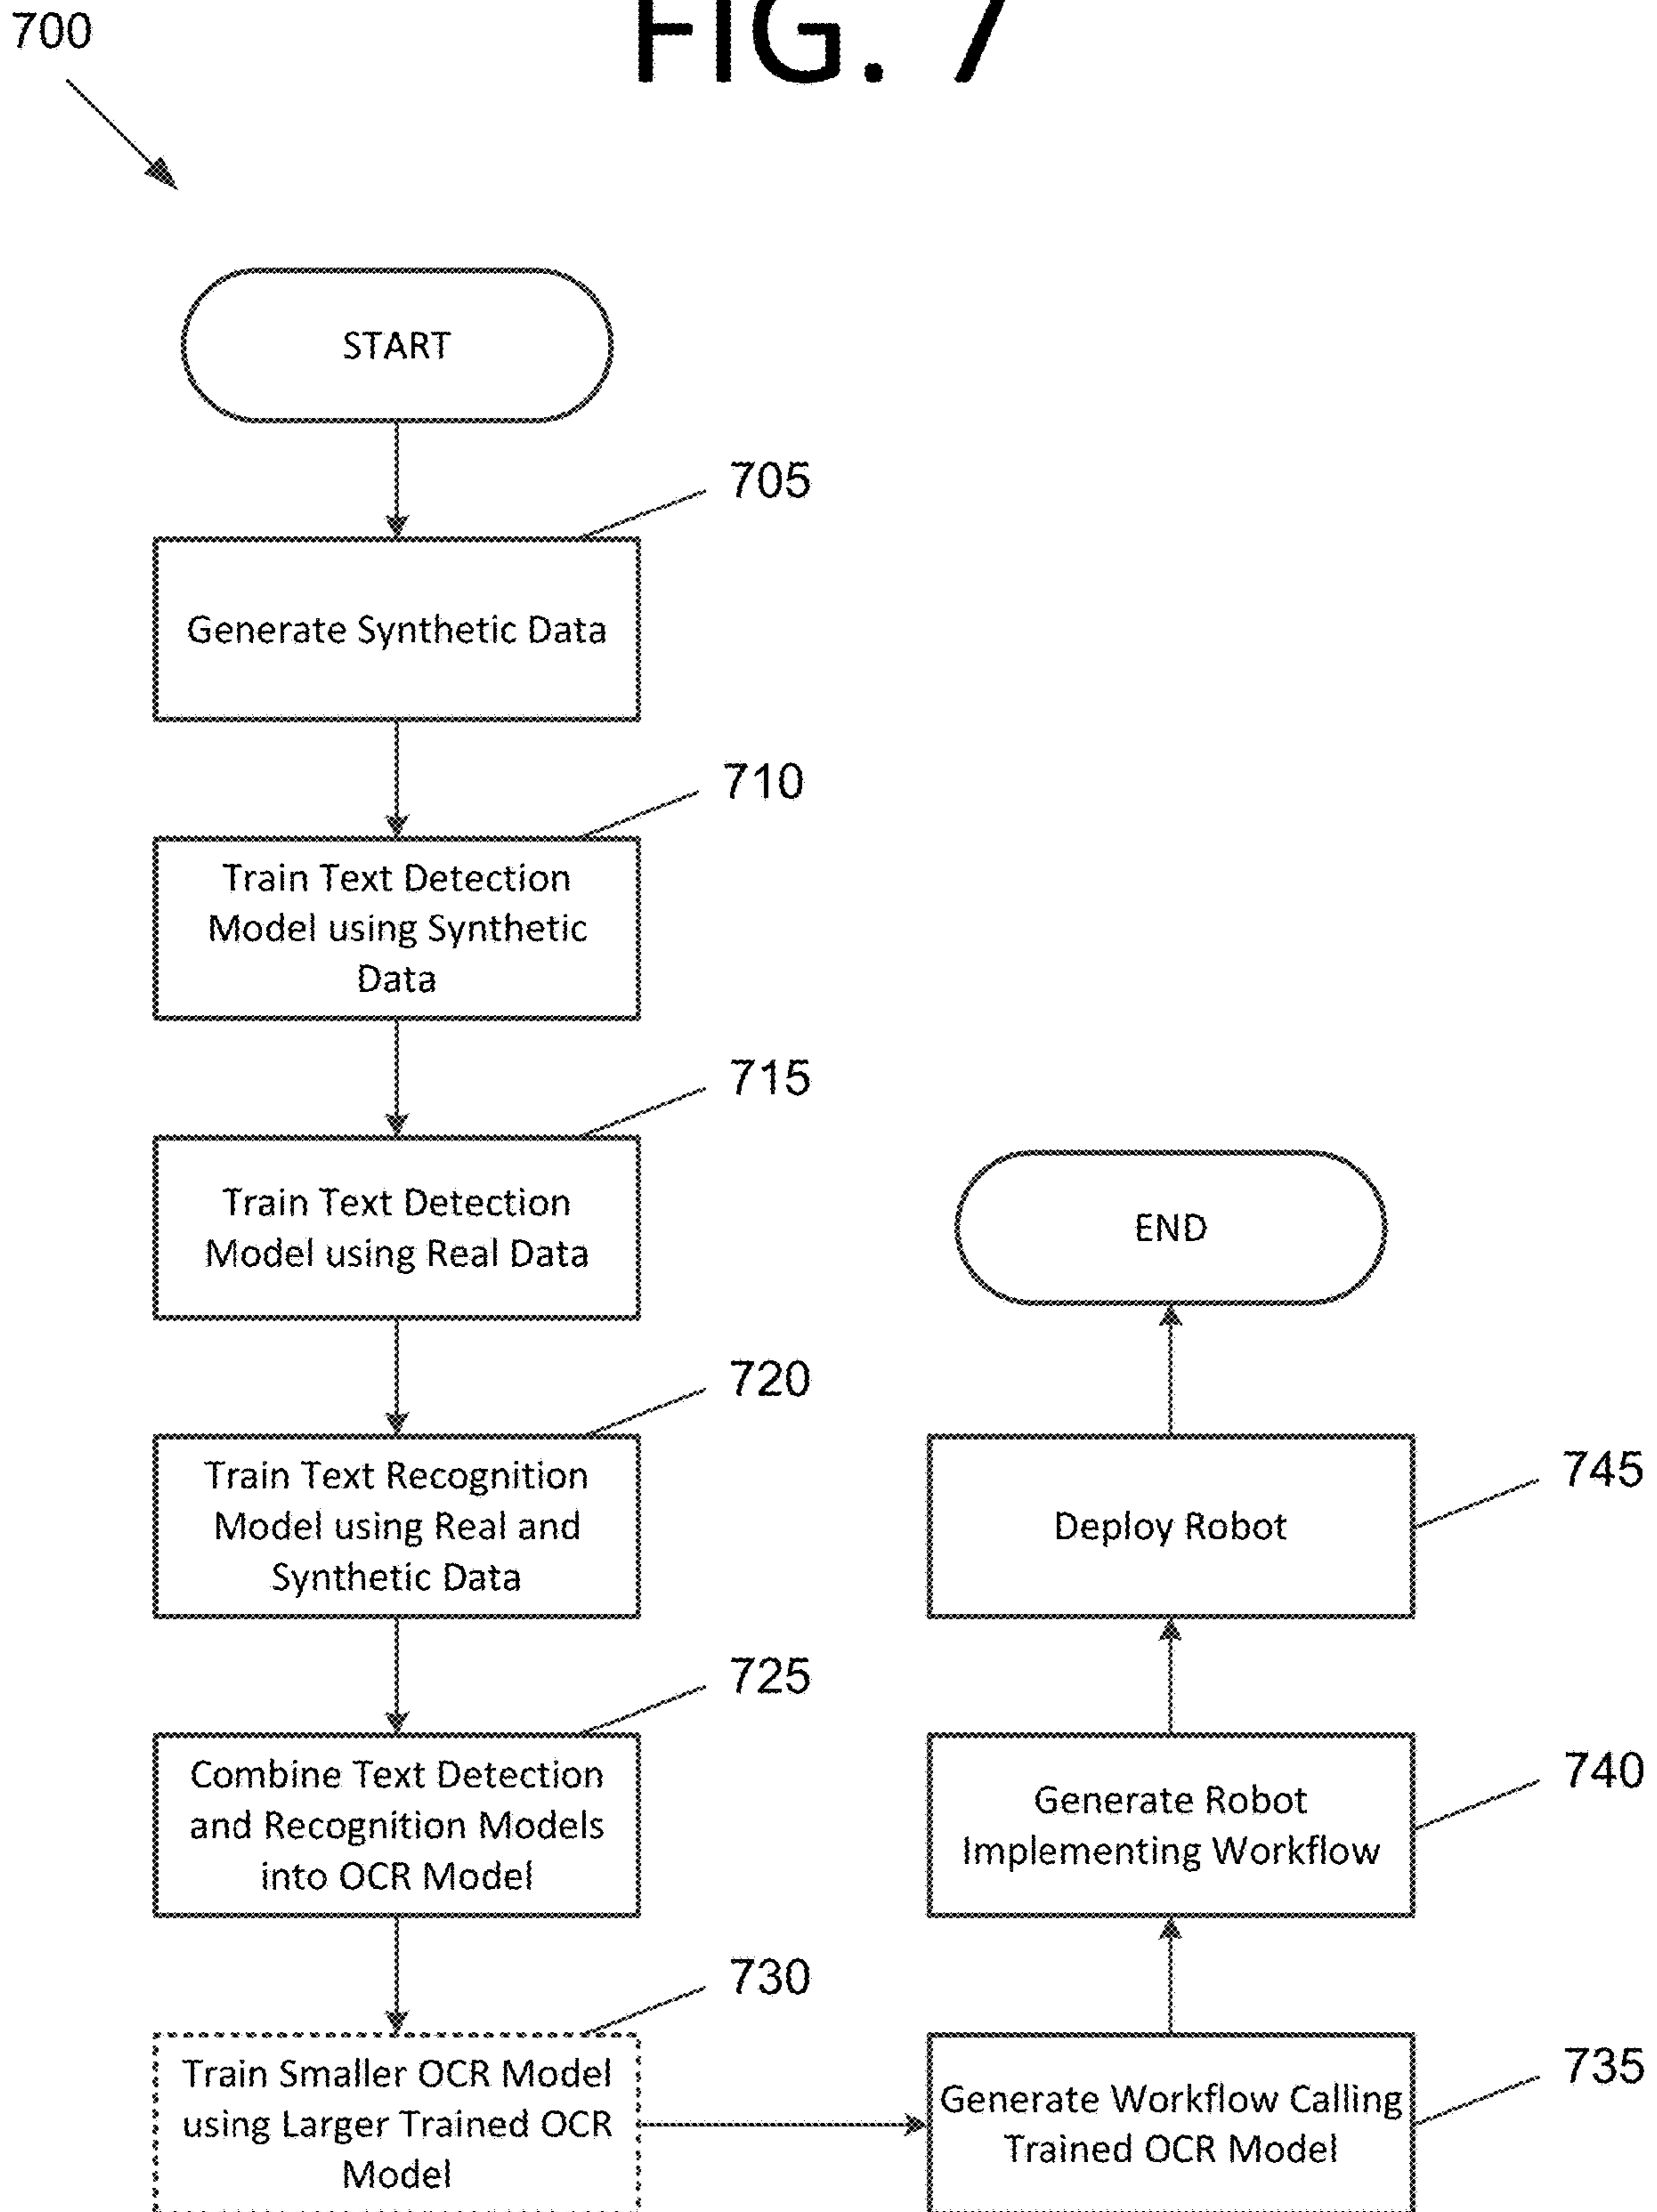 FIG. 7
700
START
705
Generate Synthetic Data
710
Train Text Detection
Model using Synthetic
Data
715
Train Text Detection
Model using Real Data
720
Train Text Recognition
Model using Real and
Synthetic Data
725
Combine Text Detection
and Recognition Models
into OCR Model
730
Train Smaller OCR Model
using Larger Trained OCR
Model
735
Generate Workflow Calling
Trained OCR Model
740
Generate Robot
Implementing Workflow
745
Deploy Robot
END